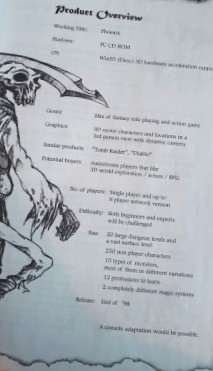 Product Overview
Working Title: Phoenix
Platform: PC CD ROM
OS: Win95 (Direct 3D hardware acceleration
Genre: Mix of fantasy role playing and action game
Graphics: 3D vector characters and locations in a
3rd person view with dynamic camera
Similar products: "Tomb Raider", "Diablo"
Potential buyers: mainstream players that like
3D world exploration / action / RPG
No. of players: Single player and up to
8 player network version
Difficulty: Both beginners and experts
will be challenged
Size: 20 large dungeon levels and
a vast surface level
250 non player characters
15 types of monsters,
most of them in different variations
12 professions to learn
2 completely different magic systems
Release: End of '98
A console adaptation would be possible.